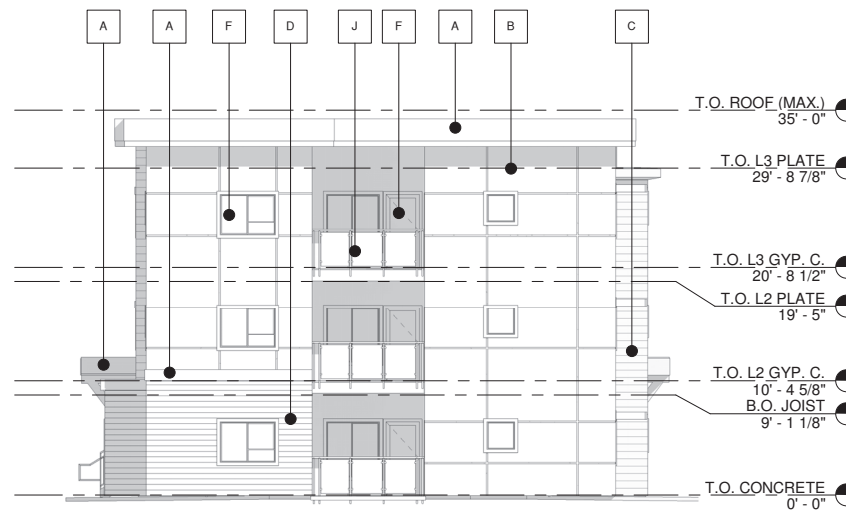 A A F D J F A B C
T.O. ROOF (MAX.)
35' - 0"
T.O. L3 PLATE
29' - 8 7/8"
T.O. L3 GYP. C.
20' - 8 1/2"
T.O. L2 PLATE
19' - 5"
T.O. L2 GYP. C.
10' - 4 5/8"
B.O. JOIST
9' - 1 1/8"
T.O. CONCRETE
0' - 0"